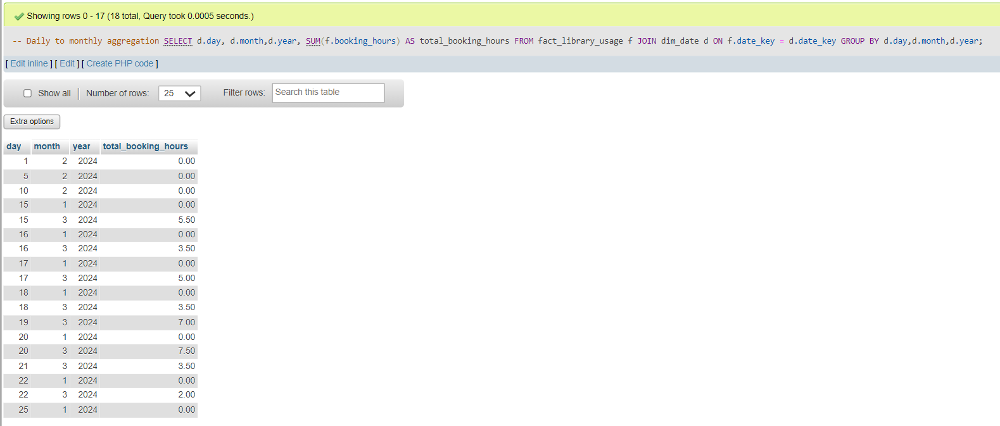 Showing rows 0 - 17 (18 total, Query took 0.0005 seconds.)
-- Daily to monthly aggregation SELECT d.day, d.month,d.year, SUM(f.booking_hours) AS total_booking_hours FROM fact_library_usage f JOIN dim_date d ON f.date_key = d.date_key GROUP BY d.day,d.month,d.year;
[ Edit inline ] [ Edit ] [ Create PHP code ]
Show all | Number of rows: 25 Filter rows: Search this table
Extra options
day month year total_booking_hours
1 2 2024 0.00
5 2 2024 0.00
10 2 2024 0.00
15 1 2024 0.00
15 3 2024 5.50
16 1 2024 0.00
16 3 2024 3.50
17 1 2024 0.00
17 3 2024 5.00
18 1 2024 0.00
18 3 2024 3.50
19 3 2024 7.00
20 1 2024 0.00
20 3 2024 7.50
21 3 2024 3.50
22 1 2024 0.00
22 3 2024 2.00
25 1 2024 0.00